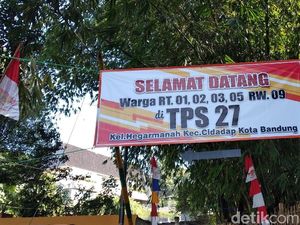 SELAMAT DATANG
Warga RT. 01, 02, 03, 05 RW. 09
di TPS 27
Kel.Hegarmanah Kec.Cidadap Kota Bandung
detikcom